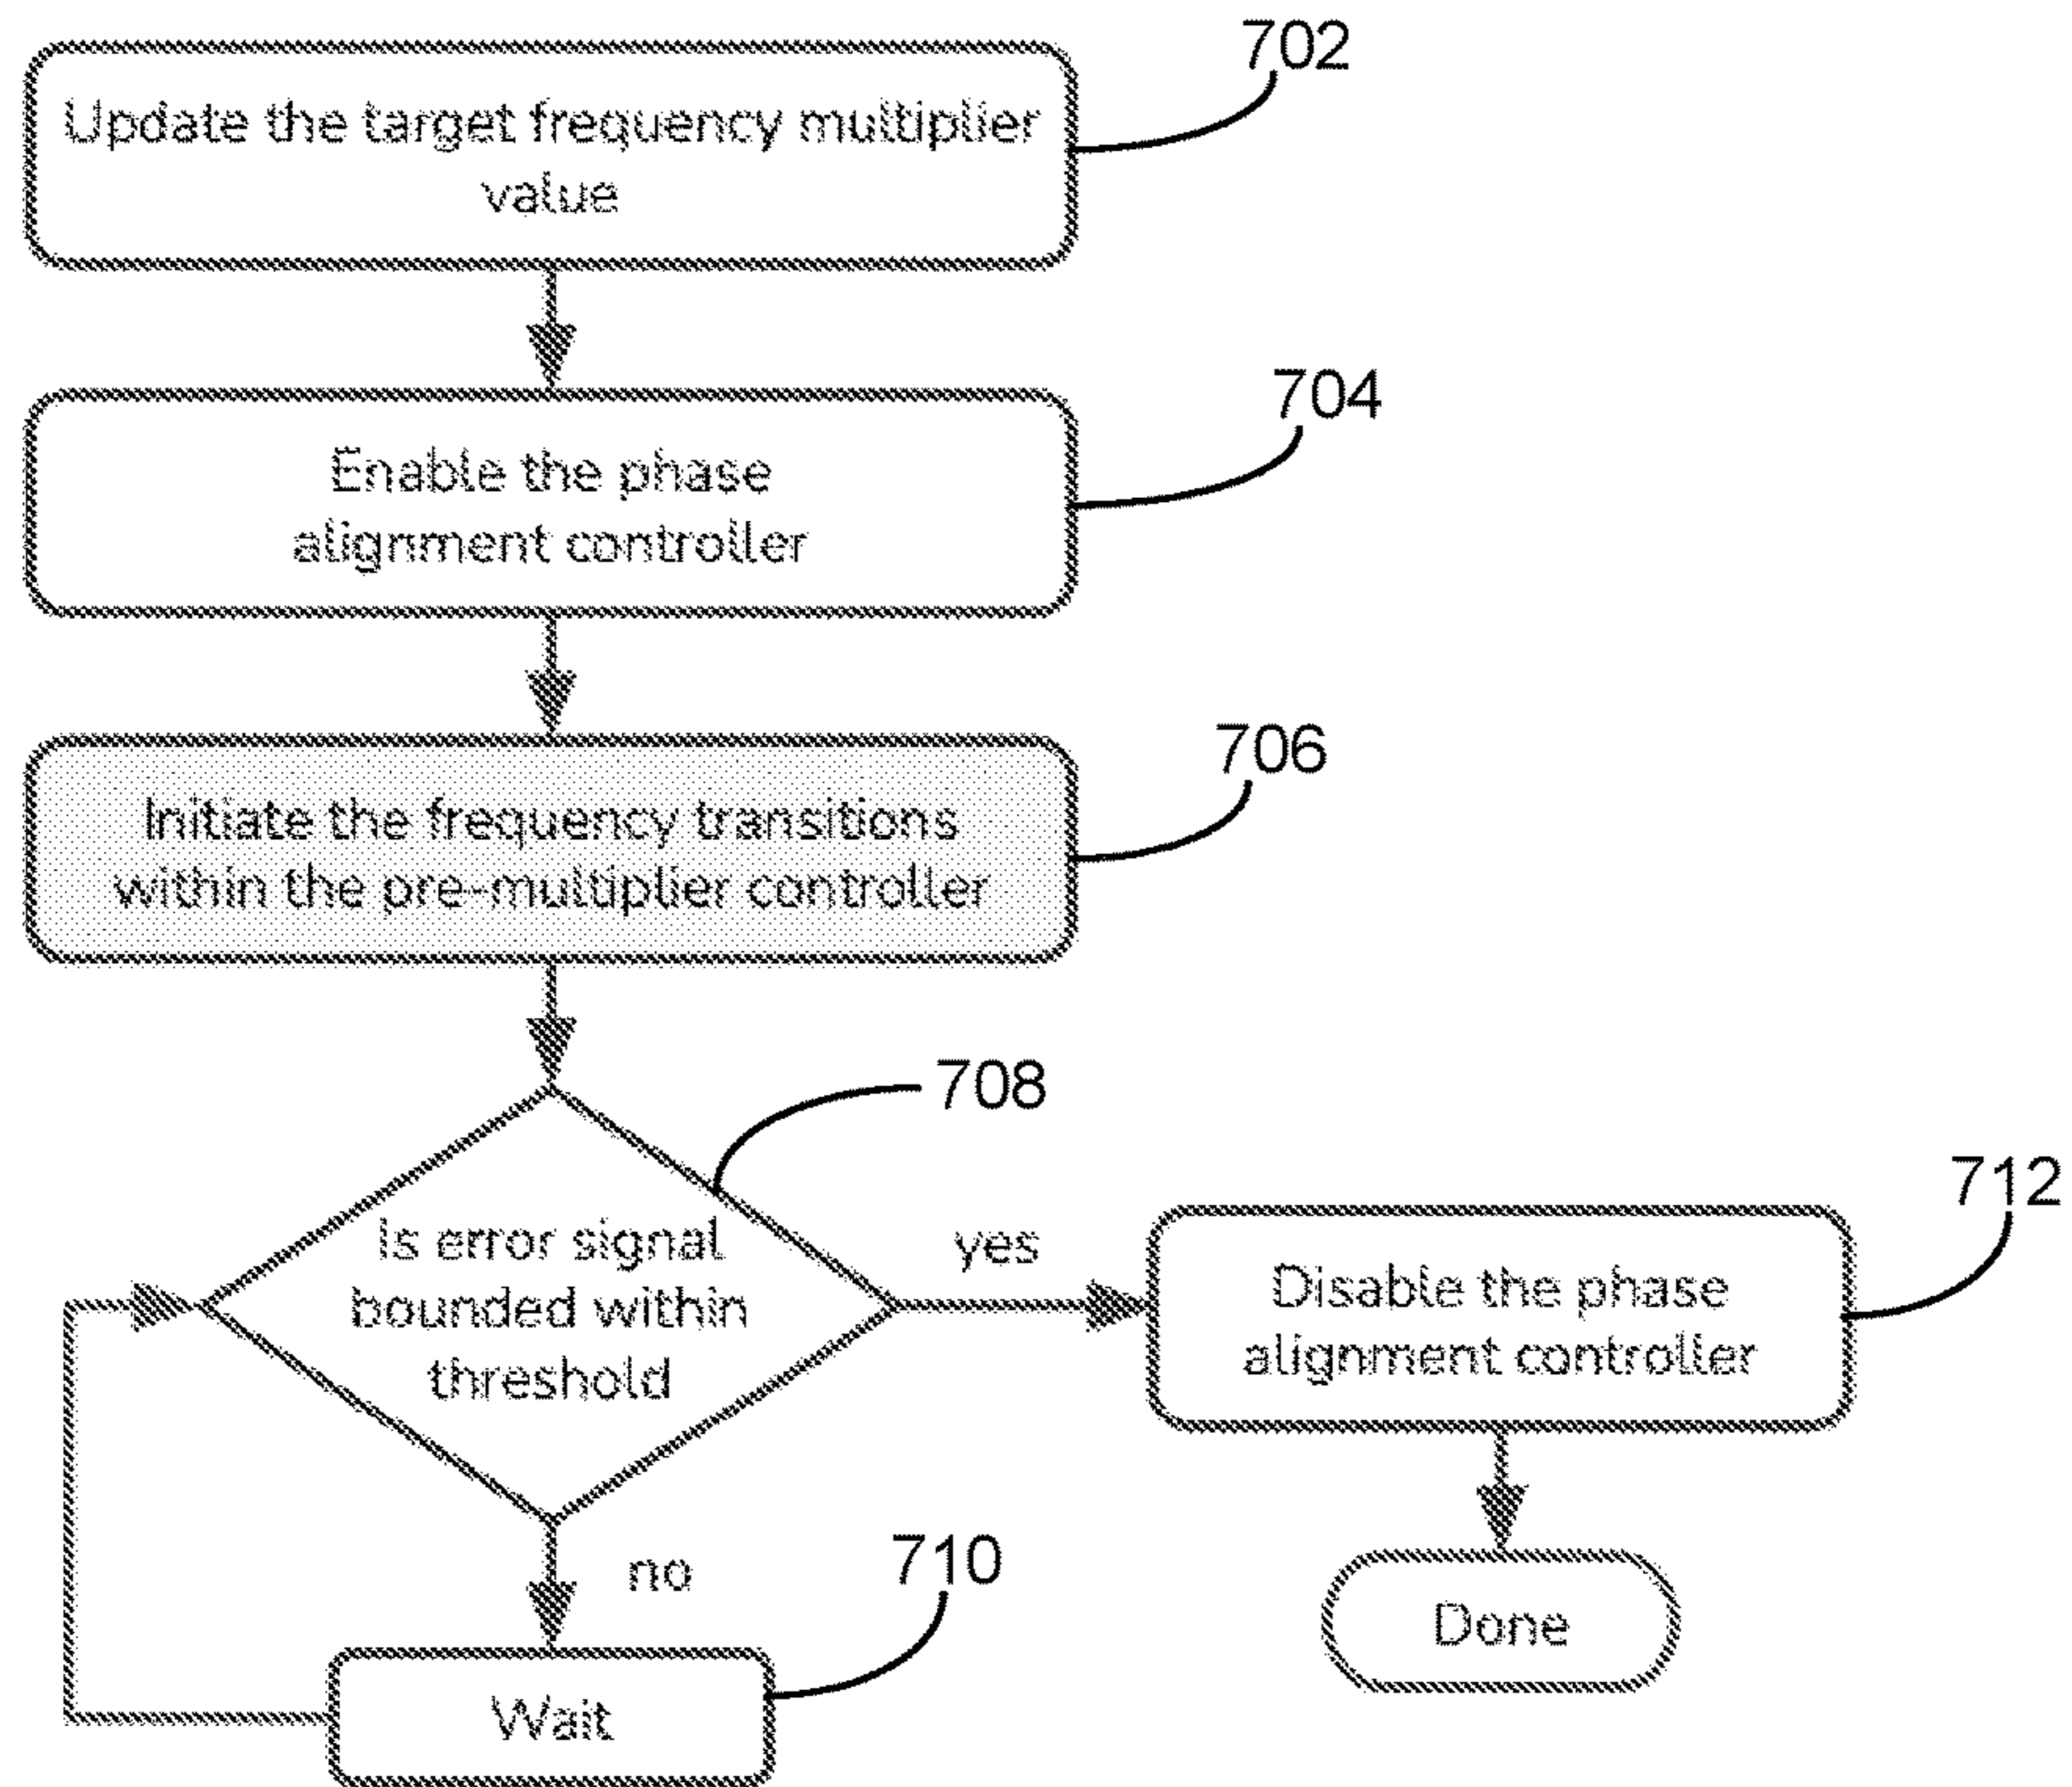 702
Update the target frequency multiplier
value
704
Enable the phase
alignment controller
706
Initiate the frequency transitions
within the pre-multiplier controller
708
Is error signal
bounded within
threshold
yes
712
Disable the phase
alignment controller
no
710
Wait
Done